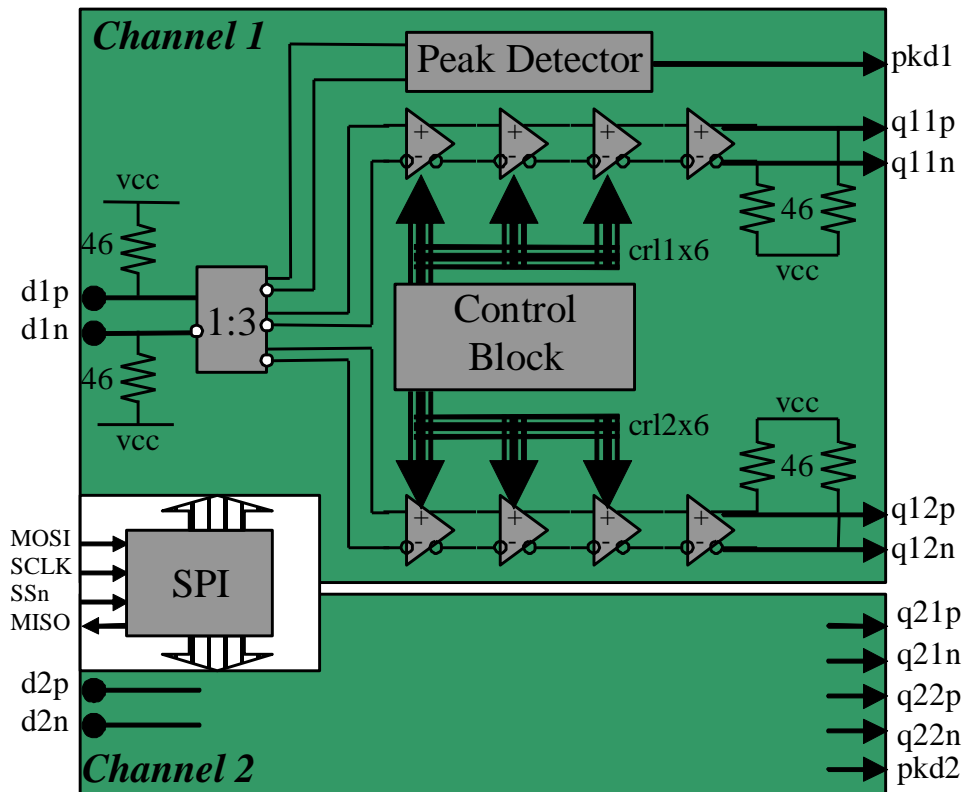 Channel 1
Peak Detector
pkd1
+
+
+
+
q11p
-
-
-
-
q11n
vcc
46
46
vcc
crl1x6
d1p
1:3
Control
Block
d1n
46
vcc
crl2x6
vcc
46
+
+
+
+
q12p
-
-
-
-
q12n
MOSI
SCLK
SSn
MISO
SPI
q21p
q21n
d2p
q22p
d2n
q22n
Channel 2
pkd2